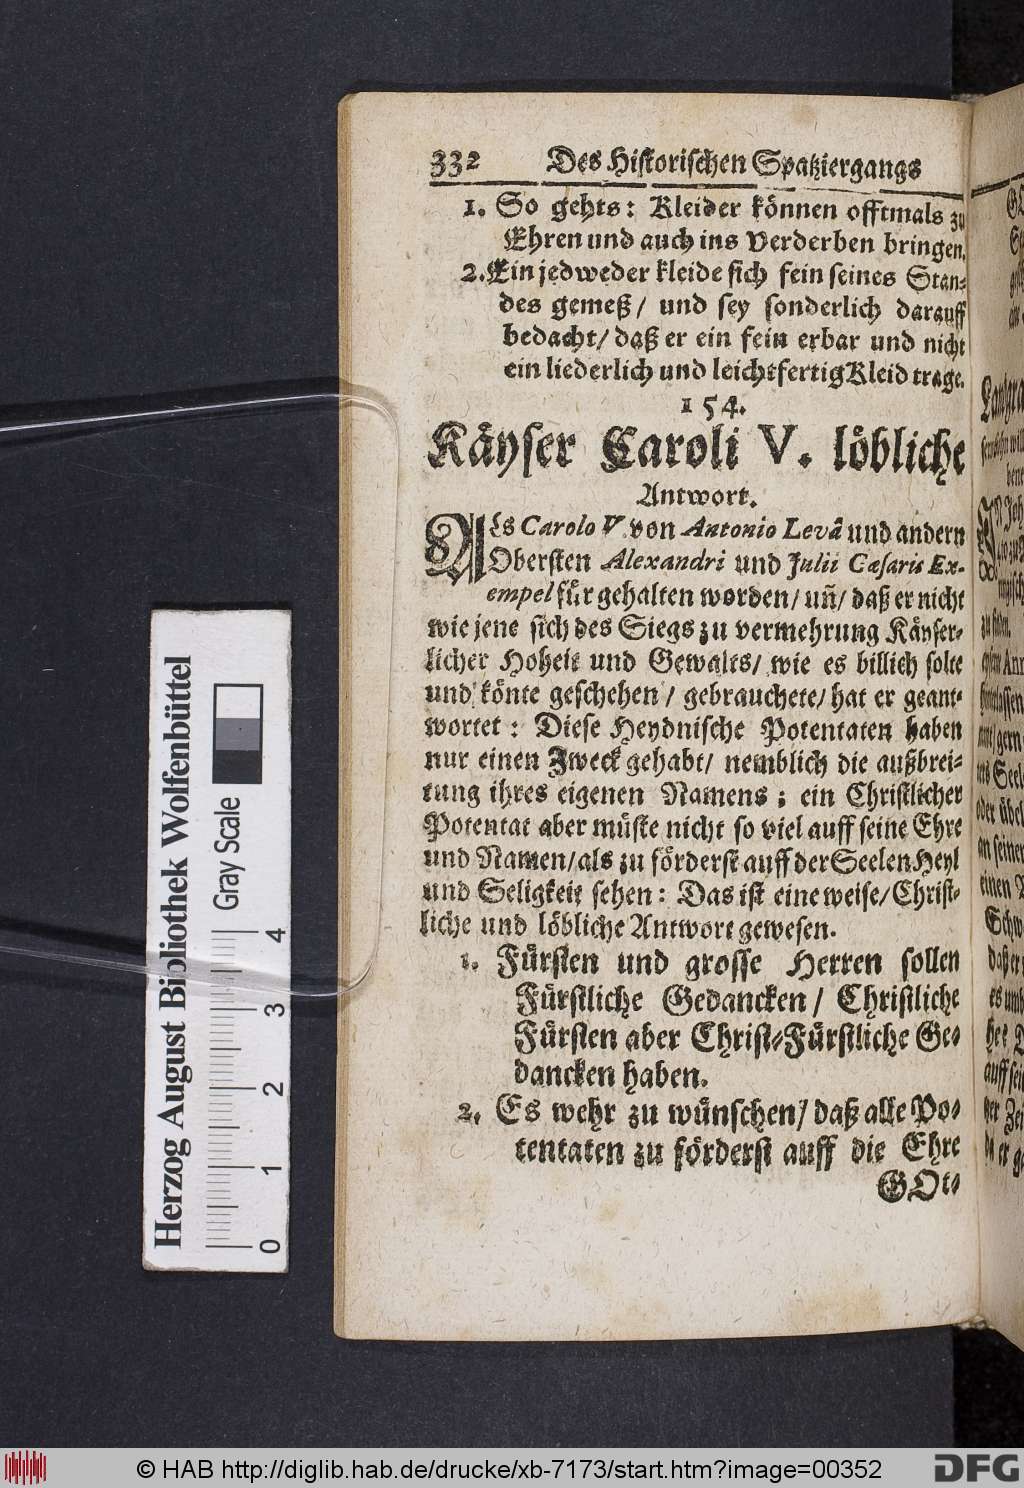 332 Des Historischen Spatziergangs
1. So gehts: Kleider können offtmals zu
Ehren und auch ins Verderben bringen.
2. Ein jedweder kleide sich fein seines Stan-
des gemeß / und sey sonderlich darauff
bedacht / daß er ein fein erbar und nicht
ein liederlich und leichtfertig Kleid trage.
154.
Käyser Caroli V. löbliche
Antwort.
Als Carolo V. von Antonio Levâ und andern
Obersten Alexandri und Julii Cæsaris Ex-
empel für gehalten worden / uñ / daß er nicht
wie jene sich des Siegs zu vermehrung Käyser-
licher Hoheit und Gewalts / wie es billich solte
und könte geschehen / gebrauchete / hat er geant-
wortet : Diese Heydnische Potentaten haben
nur einen Zweck gehabt / nemblich die außbrei-
tung ihres eigenen Namens ; ein Christlicher
Potentat aber müste nicht so viel auff seine Ehre
und Namen / als zu förderst auff der Seelen Heyl
und Seligkeit sehen : Das ist eine weise / Christ-
liche und löbliche Antwort gewesen.
1. Fürsten und grosse Herren sollen
Fürstliche Gedancken / Christliche
Fürsten aber Christ-Fürstliche Ge-
dancken haben.
2. Es wehr zu wünschen / daß alle Po-
tentaten zu förderst auff die Ehre
GOt-
Herzog August Bibliothek Wolfenbüttel
Gray Scale
0 1 2 3 4
© HAB http://diglib.hab.de/drucke/xb-7173/start.htm?image=00352
DFG